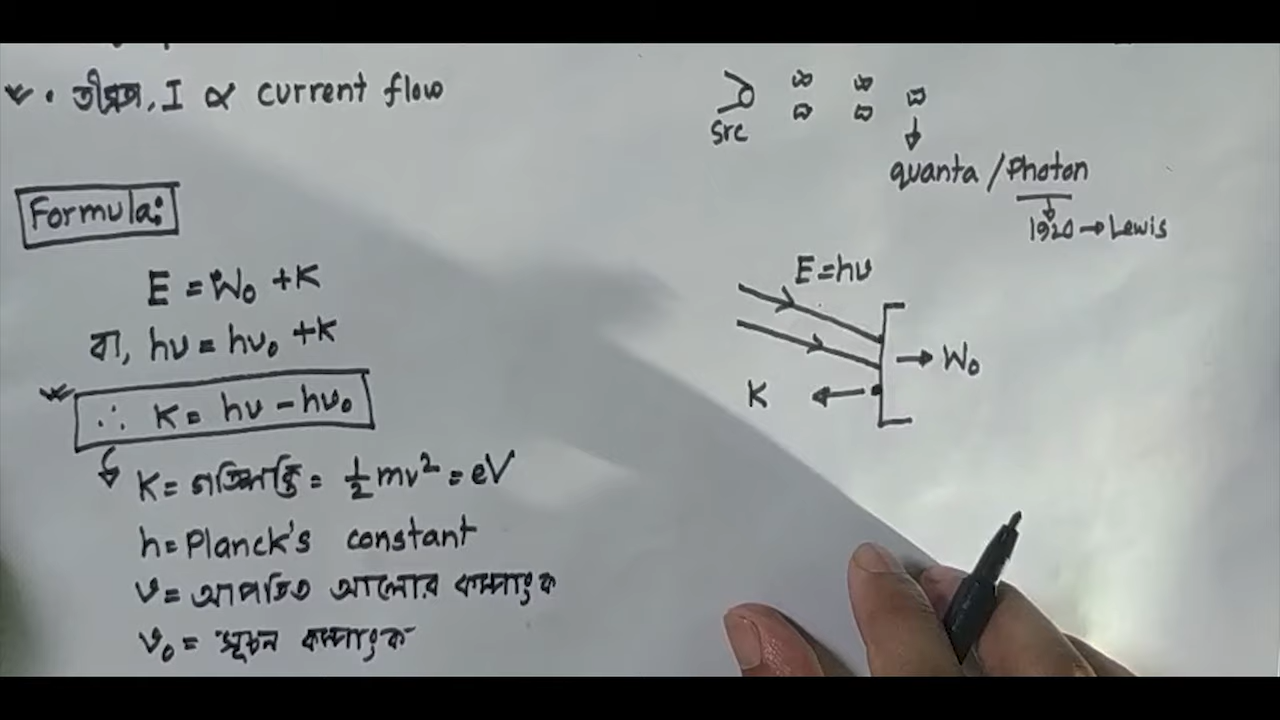 • তীব্রতা, I ∝ current flow
Formula:
E = W₀ + K
বা, hν = hν₀ + K
∴ K = hν − hν₀
K = গতিশক্তি = ½mv² = eV
h = Planck's constant
ν = আপতিত আলোর কম্পাংক
ν₀ = সূচন কম্পাংক
src
quanta / Photon
1920 → Lewis
E = hν
→ W₀
K ←